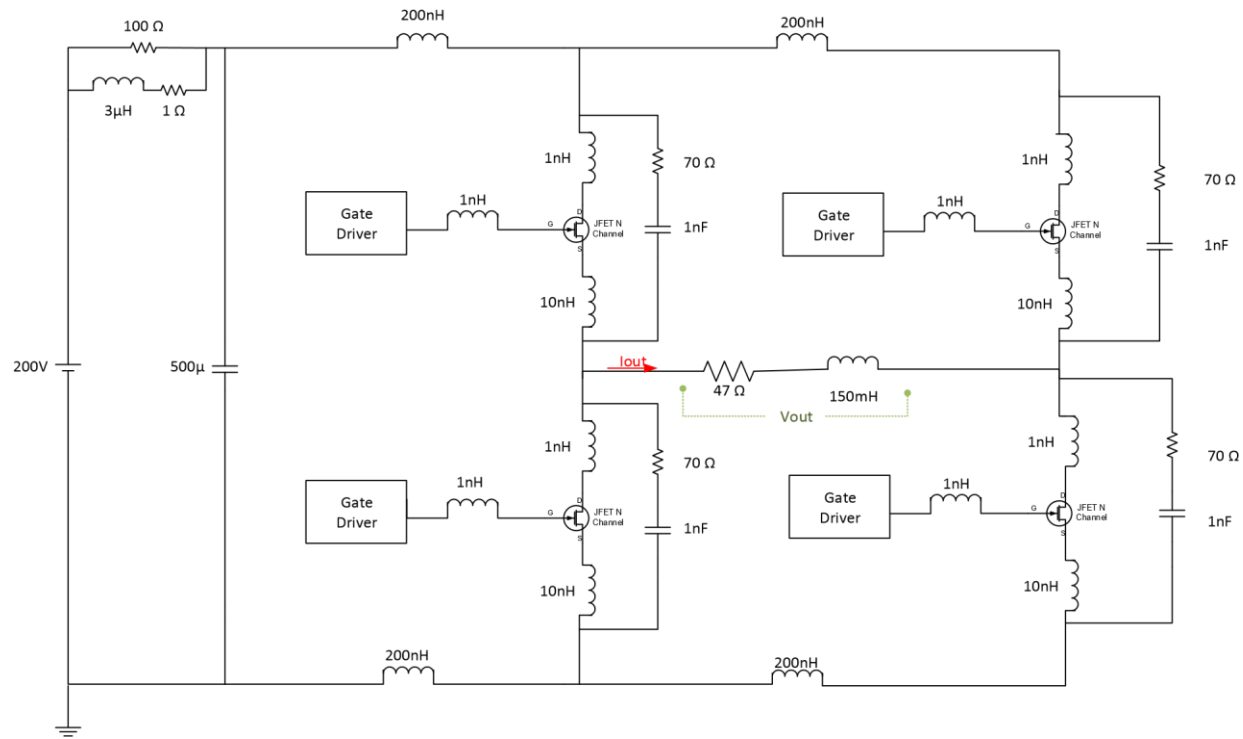 200nH
200nH
100 Ω
3µH
1 Ω
1nH
70 Ω
1nH
70 Ω
1nH
Gate
Driver
D
G
S
JFET N
Channel
1nF
1nH
Gate
Driver
D
G
S
JFET N
Channel
1nF
10nH
10nH
200V
500µ
Iout
47 Ω
150mH
Vout
1nH
70 Ω
1nH
70 Ω
1nH
Gate
Driver
D
G
S
JFET N
Channel
1nF
1nH
Gate
Driver
D
G
S
JFET N
Channel
1nF
10nH
10nH
200nH
200nH